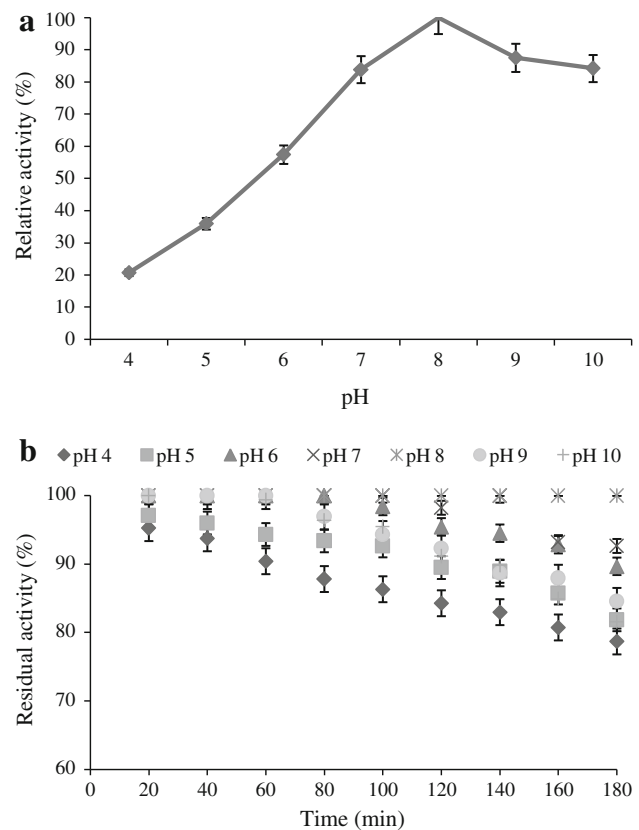 a
Relative activity (%)
100
90
80
70
60
50
40
30
20
10
0
4 5 6 7 8 9 10
pH
b
pH 4 pH 5 pH 6 pH 7 pH 8 pH 9 pH 10
Residual activity (%)
100
90
80
70
60
0 20 40 60 80 100 120 140 160 180
Time (min)